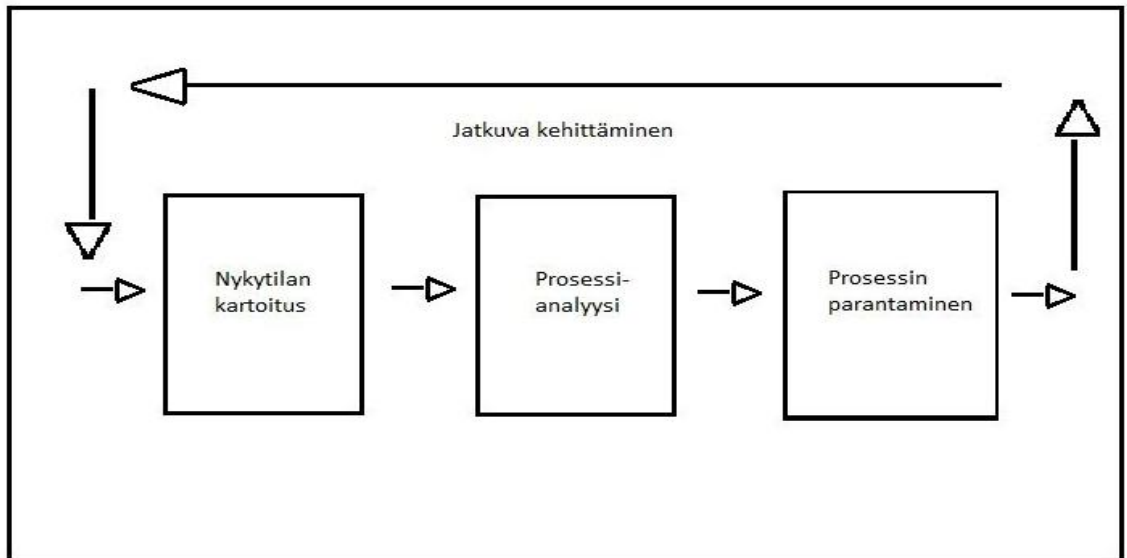 Jatkuva kehittäminen
Nykytilan
kartoitus
Prosessi-
analyysi
Prosessin
parantaminen